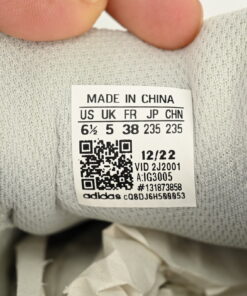 MADE IN CHINA
US UK FR JP CHN
6½ 5 38 235 235
12/22
VID 2J2001
A:IG3005
#131873858
adidas cQ8DJ6H500053